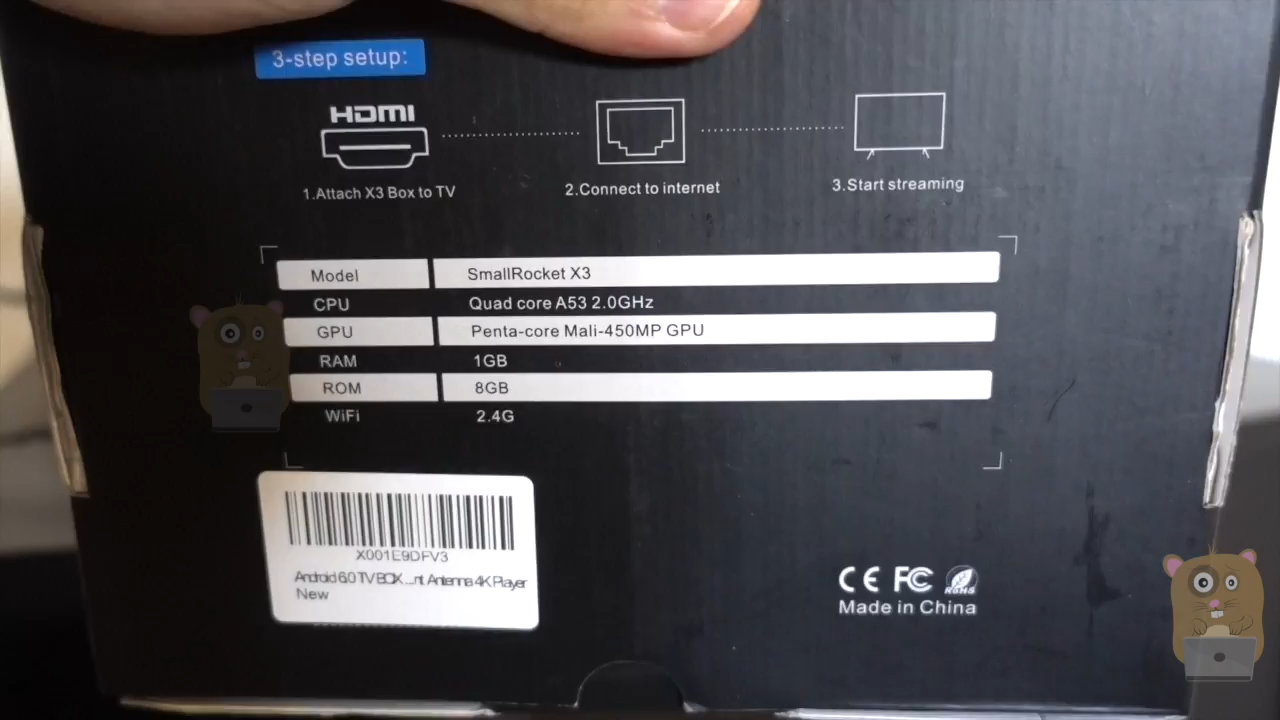 3-step setup:
HDMI
1.Attach X3 Box to TV
2.Connect to internet
3.Start streaming
Model SmallRocket X3
CPU Quad core A53 2.0GHz
GPU Penta-core Mali-450MP GPU
RAM 1GB
ROM 8GB
WiFi 2.4G
X001E9DFV3
Android 6.0 TV BOX ...nt Antenna 4K Player
New
CE FC RoHS
Made in China